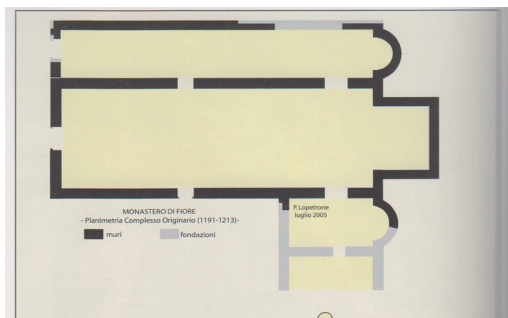 MONASTERO DI FIORE
- Planimetria Complesso Originario (1191-1213)-
muri
fondazioni
P. Lopetrone
luglio 2005